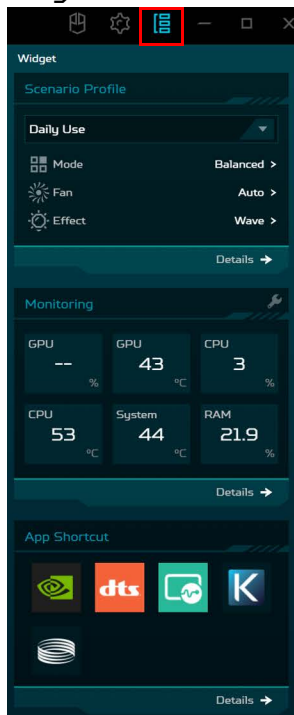 Widget
Scenario Profile
Daily Use
Mode Balanced >
Fan Auto >
Effect Wave >
Details →
Monitoring
GPU GPU CPU
-- 43 3
% °C %
CPU System RAM
53 44 21.9
°C °C %
Details →
App Shortcut
dts K
Details →